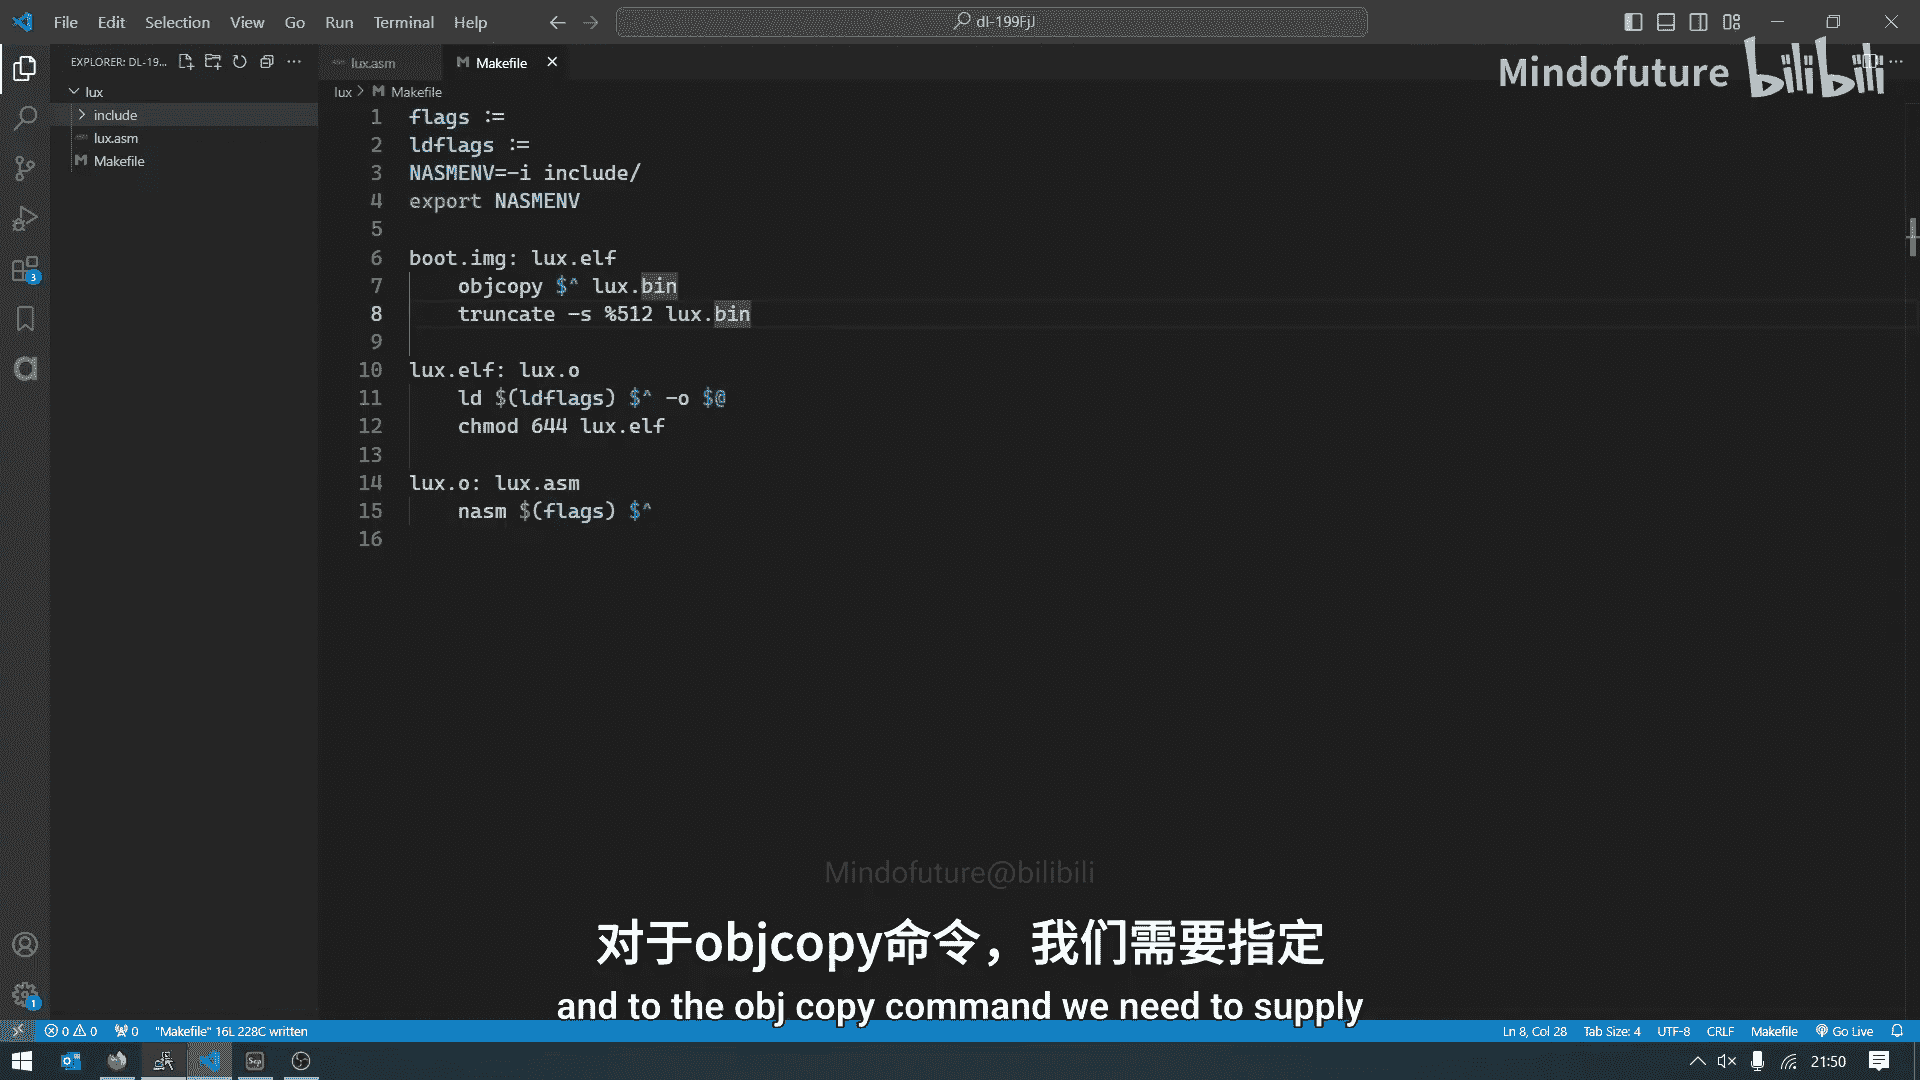 File Edit Selection View Go Run Terminal Help
dl-199FjJ
EXPLORER: DL-19...
lux.asm
Makefile
Mindofuture bilibili
lux
include
lux.asm
Makefile
lux > Makefile
1 flags :=
2 ldflags :=
3 NASMENV=-i include/
4 export NASMENV
5
6 boot.img: lux.elf
7 objcopy $^ lux.bin
8 truncate -s %512 lux.bin
9
10 lux.elf: lux.o
11 ld $(ldflags) $^ -o $@
12 chmod 644 lux.elf
13
14 lux.o: lux.asm
15 nasm $(flags) $^
16
3
Mindofuture@bilibili
对于objcopy命令，我们需要指定
and to the obj copy command we need to supply
1
0 0 0 "Makefile" 16L 228C written
Ln 8, Col 28 Tab Size: 4 UTF-8 CRLF Makefile Go Live
21:50